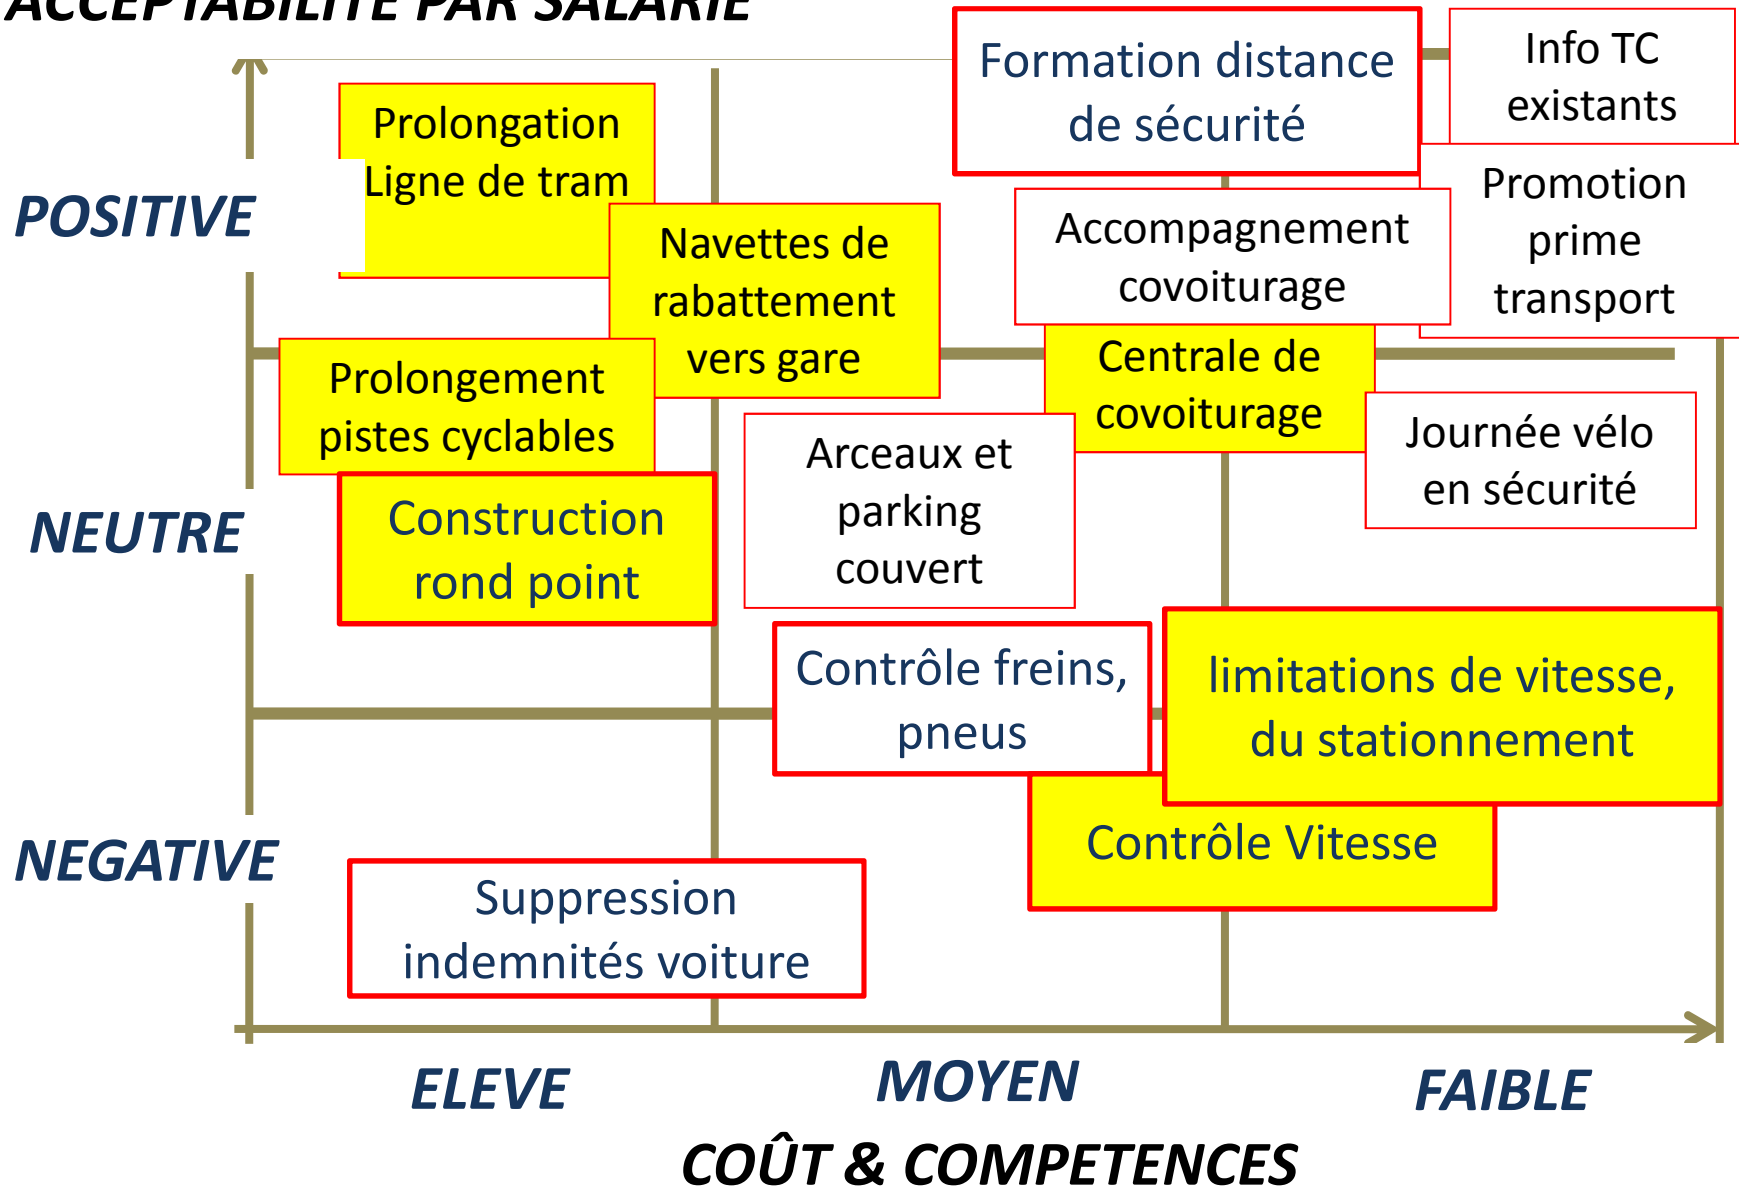 ACCEPTABILITE PAR SALARIE
Formation distance
de sécurité
Info TC
existants
Prolongation
Ligne de tram
POSITIVE
Promotion
prime
transport
Accompagnement
covoiturage
Navettes de
rabattement
vers gare
Centrale de
covoiturage
Prolongement
pistes cyclables
Journée vélo
en sécurité
Arceaux et
parking
couvert
NEUTRE
Construction
rond point
Contrôle freins,
pneus
limitations de vitesse,
du stationnement
Contrôle Vitesse
NEGATIVE
Suppression
indemnités voiture
ELEVE
MOYEN
FAIBLE
COÛT & COMPETENCES